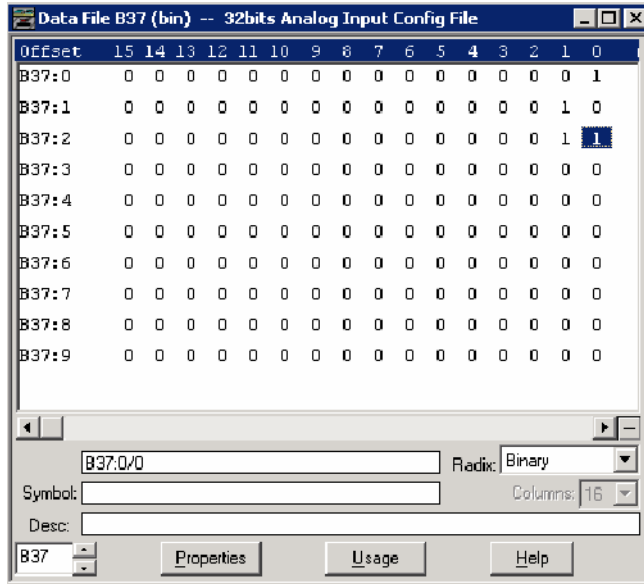 Data File B37 (bin) -- 32bits Analog Input Config File
Offset 15 14 13 12 11 10 9 8 7 6 5 4 3 2 1 0
B37:0 0 0 0 0 0 0 0 0 0 0 0 0 0 0 0 1
B37:1 0 0 0 0 0 0 0 0 0 0 0 0 0 0 1 0
B37:2 0 0 0 0 0 0 0 0 0 0 0 0 0 0 1 1
B37:3 0 0 0 0 0 0 0 0 0 0 0 0 0 0 0 0
B37:4 0 0 0 0 0 0 0 0 0 0 0 0 0 0 0 0
B37:5 0 0 0 0 0 0 0 0 0 0 0 0 0 0 0 0
B37:6 0 0 0 0 0 0 0 0 0 0 0 0 0 0 0 0
B37:7 0 0 0 0 0 0 0 0 0 0 0 0 0 0 0 0
B37:8 0 0 0 0 0 0 0 0 0 0 0 0 0 0 0 0
B37:9 0 0 0 0 0 0 0 0 0 0 0 0 0 0 0 0
B37:0/0 Radix: Binary
Symbol: Columns: 16
Desc:
B37 Properties Usage Help